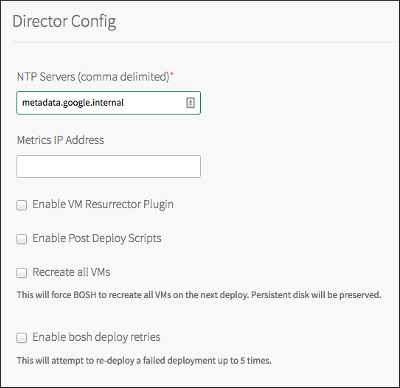 Director Config
NTP Servers (comma delimited)*
metadata.google.internal
Metrics IP Address
Enable VM Resurrector Plugin
Enable Post Deploy Scripts
Recreate all VMs
This will force BOSH to recreate all VMs on the next deploy. Persistent disk will be preserved.
Enable bosh deploy retries
This will attempt to re-deploy a failed deployment up to 5 times.